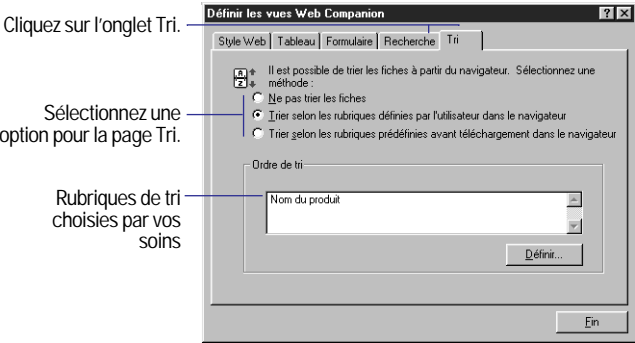 Cliquez sur l'onglet Tri.
Sélectionnez une
option pour la page Tri.
Rubriques de tri
choisies par vos
soins
Définir les vues Web Companion
Style Web Tableau Formulaire Recherche Tri
Il est possible de trier les fiches à partir du navigateur. Sélectionnez une
méthode :
Ne pas trier les fiches
Trier selon les rubriques définies par l'utilisateur dans le navigateur
Trier selon les rubriques prédéfinies avant téléchargement dans le navigateur
Ordre de tri
Nom du produit
Définir...
Fin